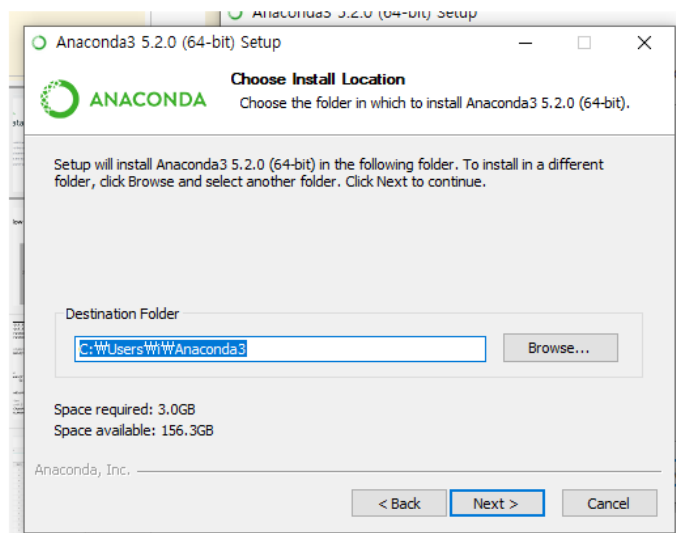 Anaconda3 5.2.0 (64-bit) Setup
Anaconda3 5.2.0 (64-bit) Setup
ANACONDA
Choose Install Location
Choose the folder in which to install Anaconda3 5.2.0 (64-bit).
Setup will install Anaconda3 5.2.0 (64-bit) in the following folder. To install in a different
folder, click Browse and select another folder. Click Next to continue.
Destination Folder
C:₩Users₩i₩Anaconda3
Browse...
Space required: 3.0GB
Space available: 156.3GB
Anaconda, Inc.
< Back
Next >
Cancel